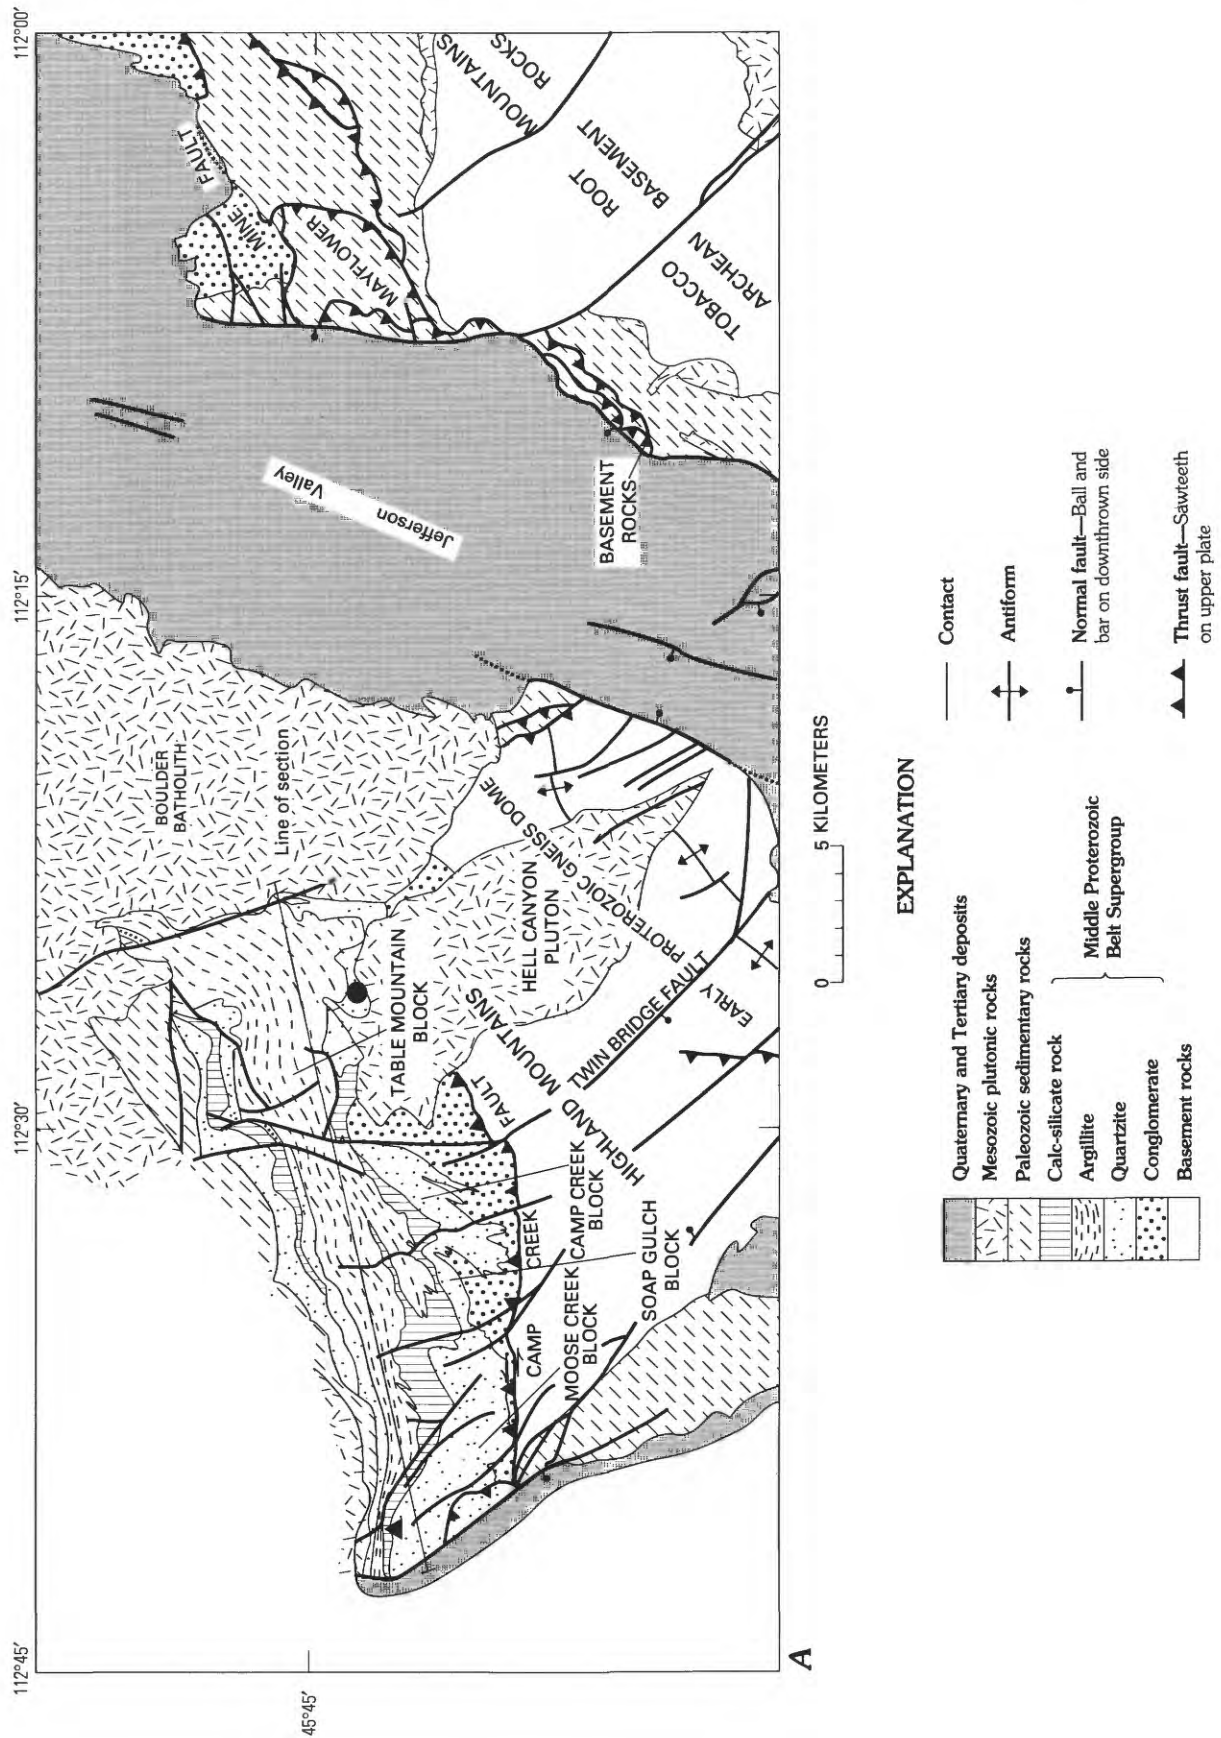 112°45′
112°30′
112°15′
112°00′
45°45′
BOULDER
BATHOLITH
Line of section
TABLE MOUNTAIN
BLOCK
HELL CANYON
PLUTON
EARLY PROTEROZOIC GNEISS DOME
HIGHLAND MOUNTAINS
TWIN BRIDGE FAULT
CAMP CREEK FAULT
CAMP CREEK
BLOCK
MOOSE CREEK
BLOCK
SOAP GULCH
BLOCK
Jefferson
Valley
BASEMENT
ROCKS
MAYFLOWER MINE FAULT
TOBACCO ROOT MOUNTAINS
ARCHEAN BASEMENT ROCKS
A
0 5 KILOMETERS
EXPLANATION
Quaternary and Tertiary deposits
Mesozoic plutonic rocks
Paleozoic sedimentary rocks
Calc-silicate rock
Argillite
Quartzite
Conglomerate
Middle Proterozoic
Belt Supergroup
Basement rocks
Contact
Antiform
Normal fault—Ball and
bar on downthrown side
Thrust fault—Sawteeth
on upper plate